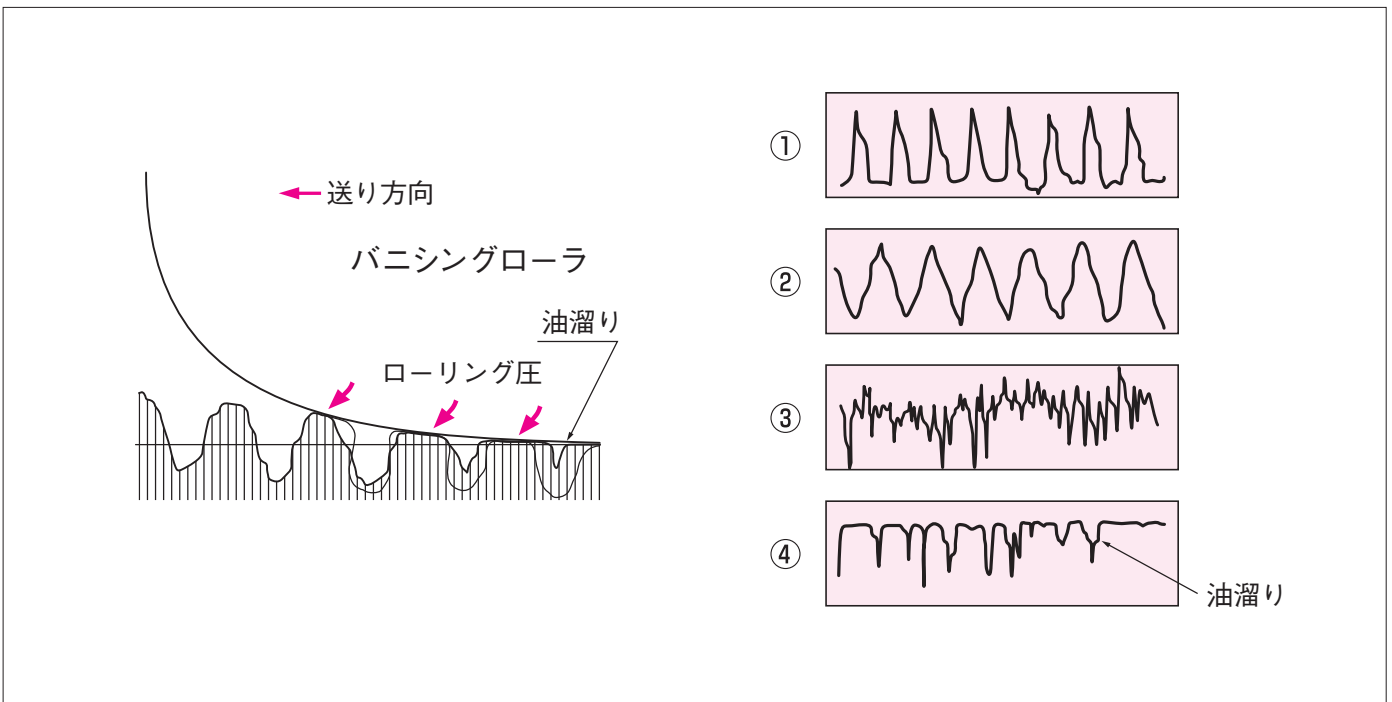 送り方向
バニシングローラ
油溜り
ローリング圧
①
②
③
④
油溜り